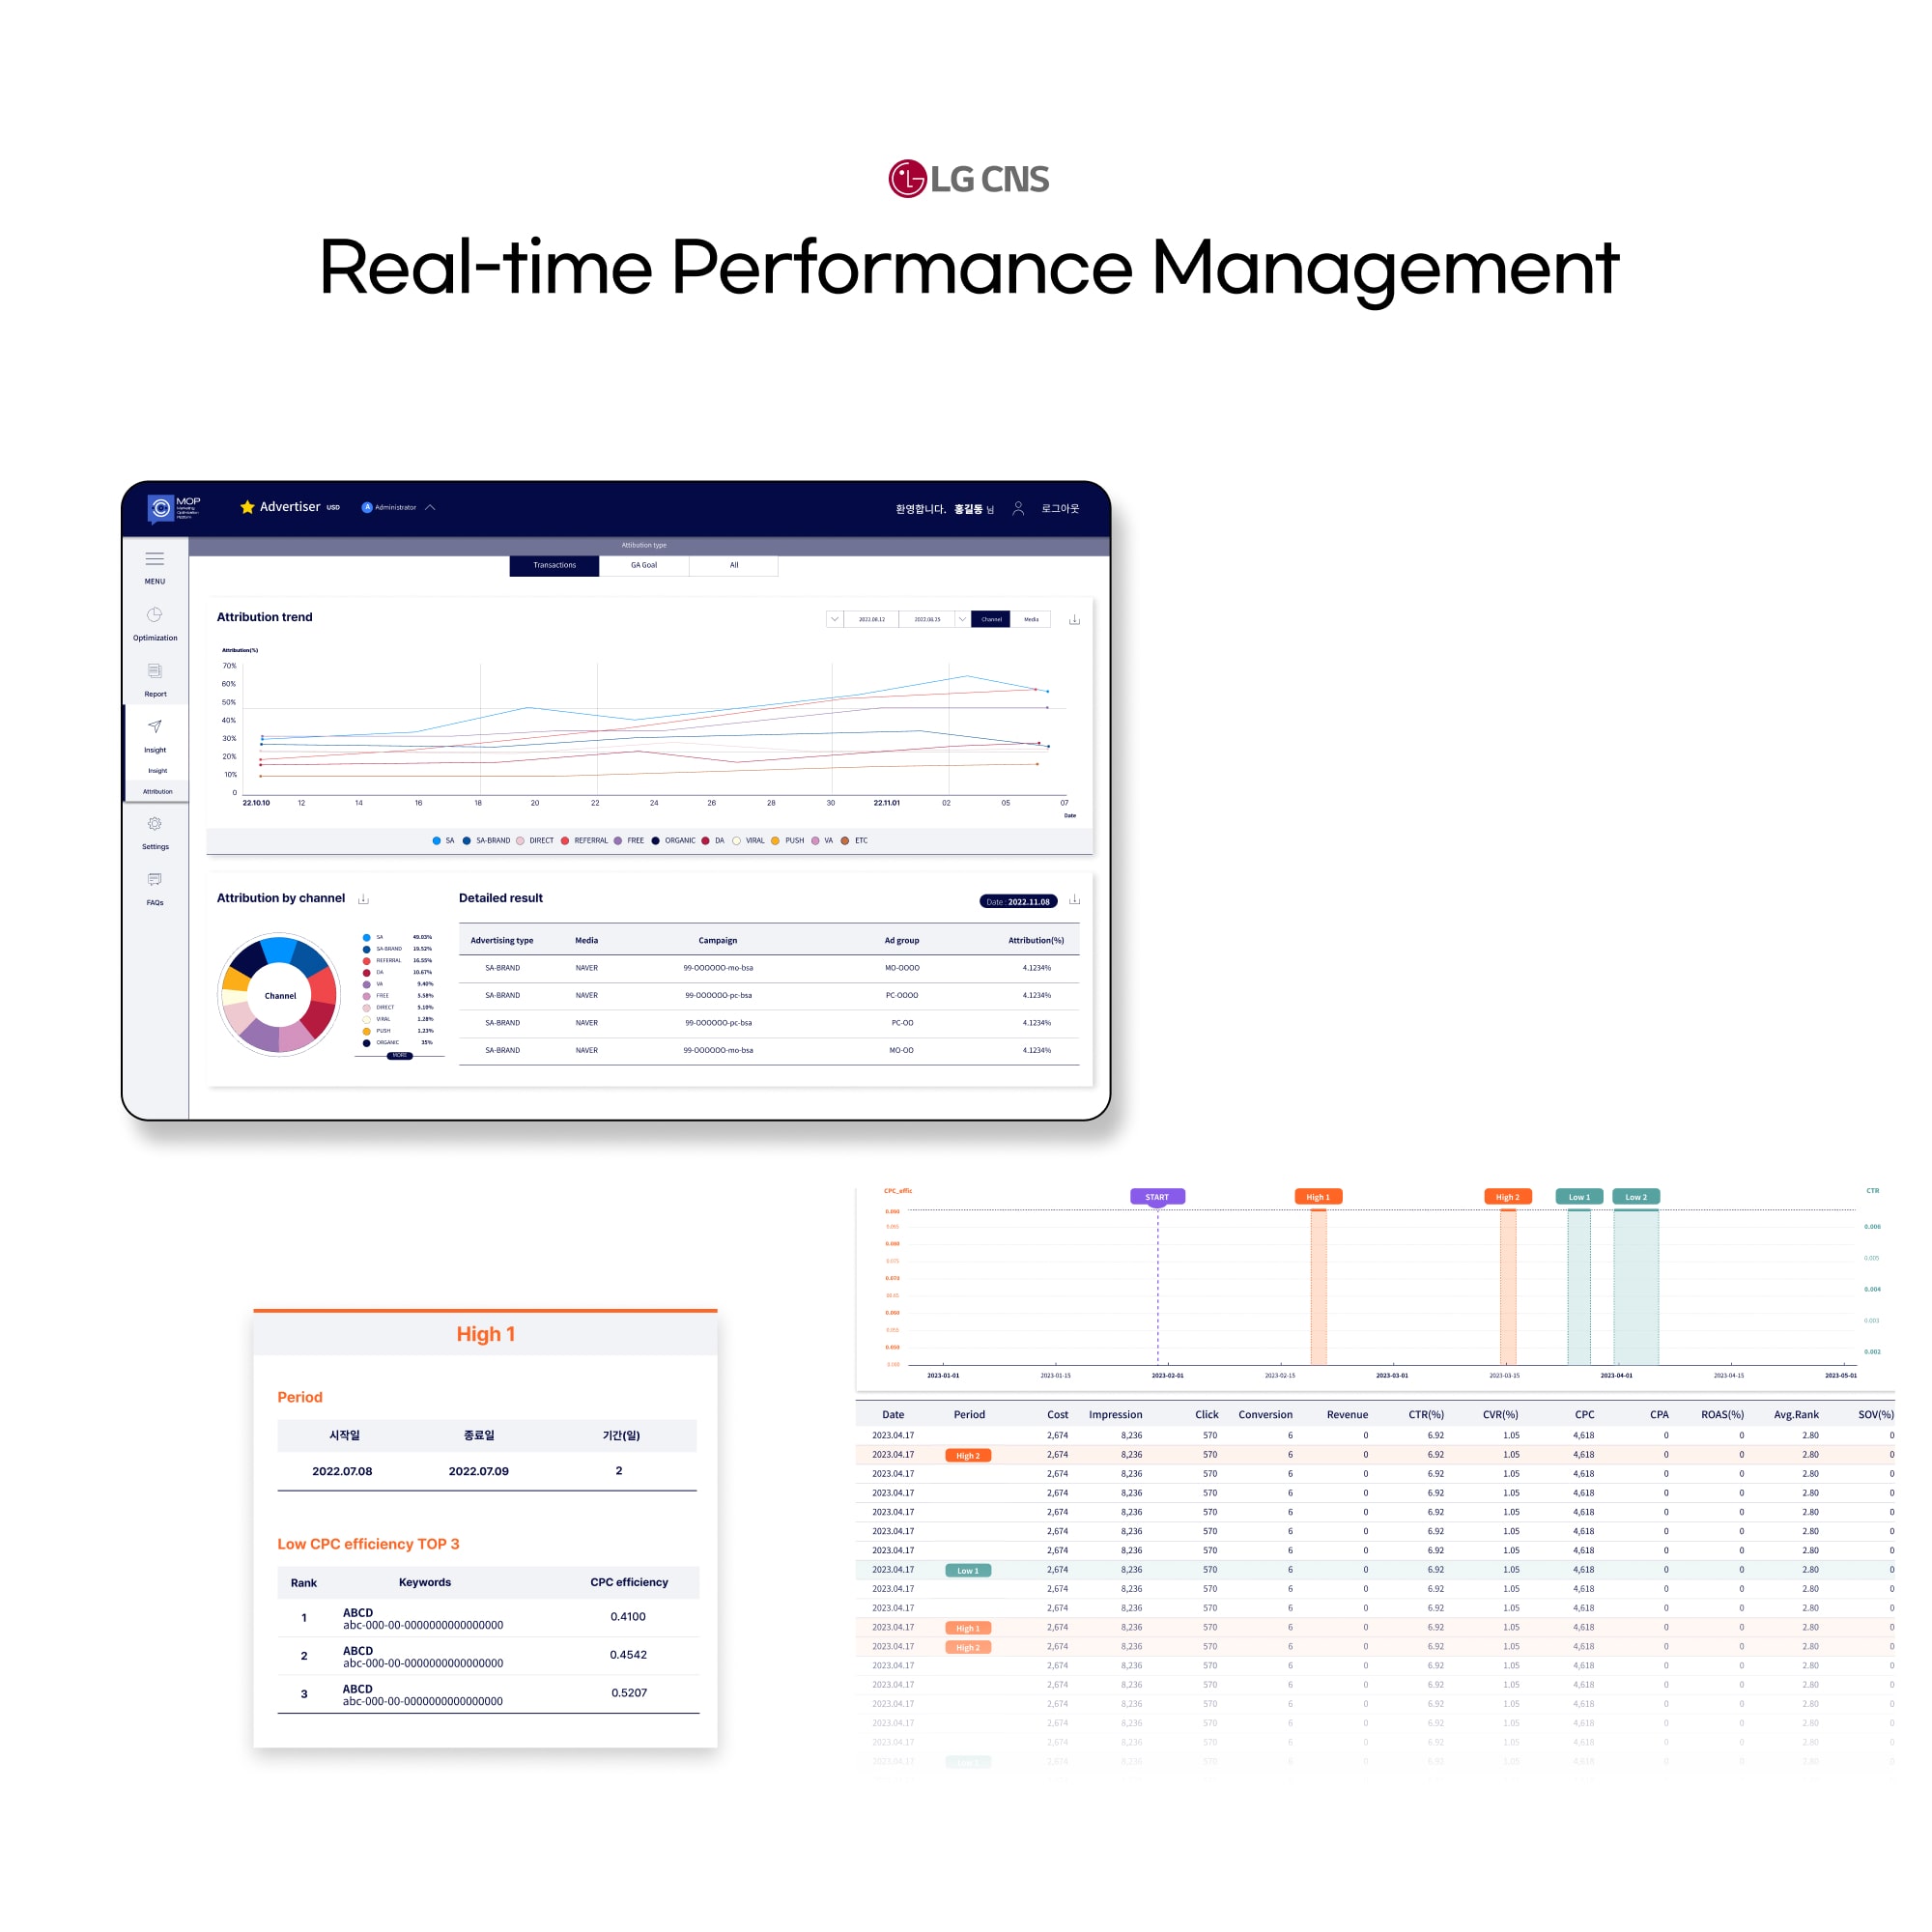 LG CNS
Real-time Performance Management
MOP
Marketing
Optimization
Platform
Advertiser USD
A Administrator
환영합니다. 홍길동 님
로그아웃
Attibution type
Transactions GA Goal All
MENU
Optimization
Report
Insight
Insight
Attribution
Settings
FAQs
Attribution trend
2022.08.12 2022.06.25 Channel Media
Attribution(%)
70%
60%
50%
40%
30%
20%
10%
0
22.10.10 12 14 16 18 20 22 24 26 28 30 22.11.01 02 05 07
Date
SA SA-BRAND DIRECT REFERRAL FREE ORGANIC DA VIRAL PUSH VA ETC
Attribution by channel
Channel
SA 49.03%
SA-BRAND 19.52%
REFERRAL 16.55%
DA 10.67%
VA 9.40%
FREE 5.58%
DIRECT 5.10%
VIRAL 1.28%
PUSH 1.23%
ORGANIC 35%
MORE
Detailed result
Date : 2022.11.08
Advertising type Media Campaign Ad group Attribution(%)
SA-BRAND NAVER 99-OOOOOO-mo-bsa MO-OOOO 4.1234%
SA-BRAND NAVER 99-OOOOOO-pc-bsa PC-OOOO 4.1234%
SA-BRAND NAVER 99-OOOOOO-pc-bsa PC-OO 4.1234%
SA-BRAND NAVER 99-OOOOOO-mo-bsa MO-OO 4.1234%
High 1
Period
시작일 종료일 기간(일)
2022.07.08 2022.07.09 2
Low CPC efficiency TOP 3
Rank Keywords CPC efficiency
1 ABCD abc-000-00-0000000000000000 0.4100
2 ABCD abc-000-00-0000000000000000 0.4542
3 ABCD abc-000-00-0000000000000000 0.5207
CPC_effic
START High 1 High 2 Low 1 Low 2
CTR
0.006
0.005
0.004
0.003
0.002
2023-01-01 2023-01-15 2023-02-01 2023-02-15 2023-03-01 2023-03-15 2023-04-01 2023-04-15 2023-05-01
Date Period Cost Impression Click Conversion Revenue CTR(%) CVR(%) CPC CPA ROAS(%) Avg.Rank SOV(%)
2023.04.17 2,674 8,236 570 6 0 6.92 1.05 4,618 0 0 2.80 0
2023.04.17 High 2 2,674 8,236 570 6 0 6.92 1.05 4,618 0 0 2.80 0
2023.04.17 2,674 8,236 570 6 0 6.92 1.05 4,618 0 0 2.80 0
2023.04.17 2,674 8,236 570 6 0 6.92 1.05 4,618 0 0 2.80 0
2023.04.17 2,674 8,236 570 6 0 6.92 1.05 4,618 0 0 2.80 0
2023.04.17 2,674 8,236 570 6 0 6.92 1.05 4,618 0 0 2.80 0
2023.04.17 2,674 8,236 570 6 0 6.92 1.05 4,618 0 0 2.80 0
2023.04.17 Low 1 2,674 8,236 570 6 0 6.92 1.05 4,618 0 0 2.80 0
2023.04.17 2,674 8,236 570 6 0 6.92 1.05 4,618 0 0 2.80 0
2023.04.17 2,674 8,236 570 6 0 6.92 1.05 4,618 0 0 2.80 0
2023.04.17 High 1 2,674 8,236 570 6 0 6.92 1.05 4,618 0 0 2.80 0
2023.04.17 High 2 2,674 8,236 570 6 0 6.92 1.05 4,618 0 0 2.80 0
2023.04.17 2,674 8,236 570 6 0 6.92 1.05 4,618 0 0 2.80 0
2023.04.17 2,674 8,236 570 6 0 6.92 1.05 4,618 0 0 2.80 0
2023.04.17 2,674 8,236 570 6 0 6.92 1.05 4,618 0 0 2.80 0
2023.04.17 2,674 8,236 570 6 0 6.92 1.05 4,618 0 0 2.80 0
2023.04.17 2,674 8,236 570 6 0 6.92 1.05 4,618 0 0 2.80 0
2023.04.17 2,674 8,236 570 6 0 6.92 1.05 4,618 0 0 2.80 0